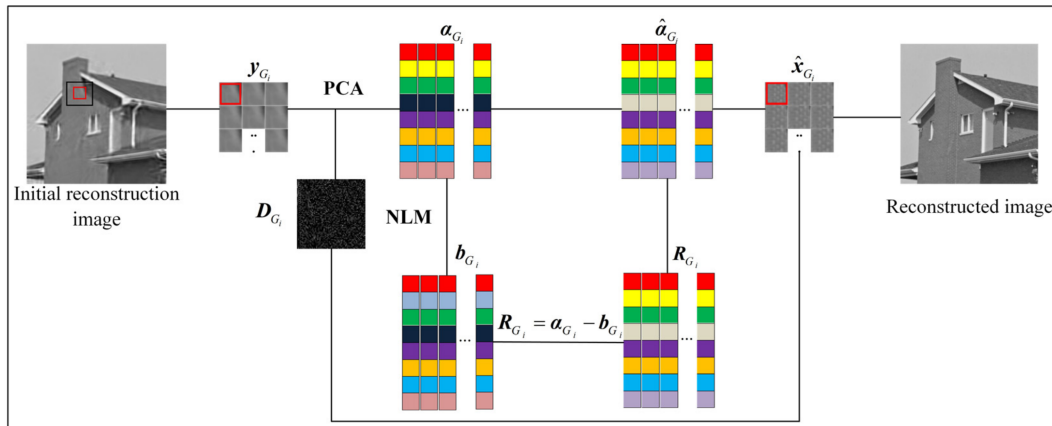 α_{G_i}
α̂_{G_i}
y_{G_i}
x̂_{G_i}
PCA
...
...
..
.
..
.
Initial reconstruction
image
D_{G_i}
NLM
Reconstructed image
b_{G_i}
R_{G_i}
R_{G_i} = α_{G_i} − b_{G_i}
...
...